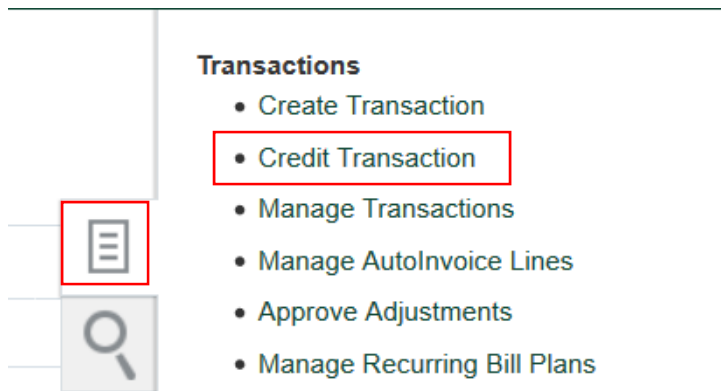 Transactions
• Create Transaction
• Credit Transaction
• Manage Transactions
• Manage AutoInvoice Lines
• Approve Adjustments
• Manage Recurring Bill Plans